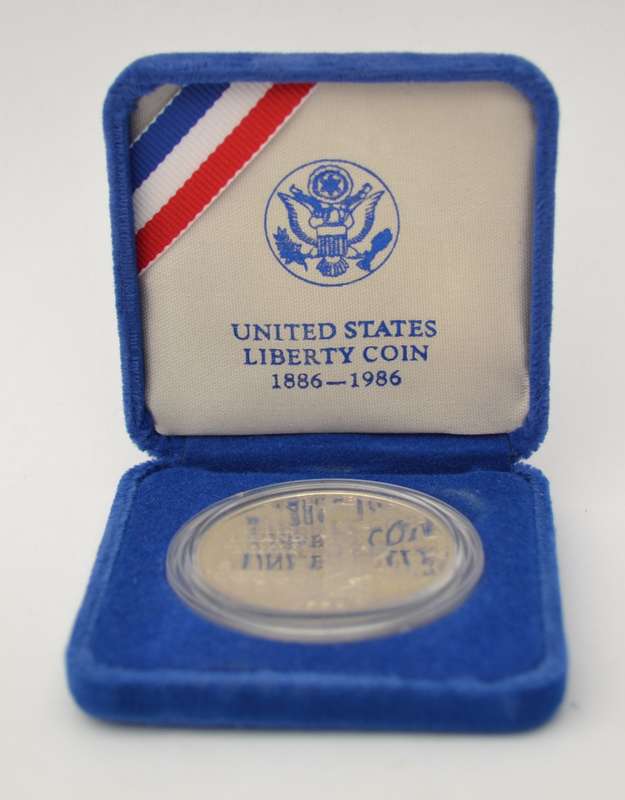 UNITED STATES
LIBERTY COIN
1886—1986